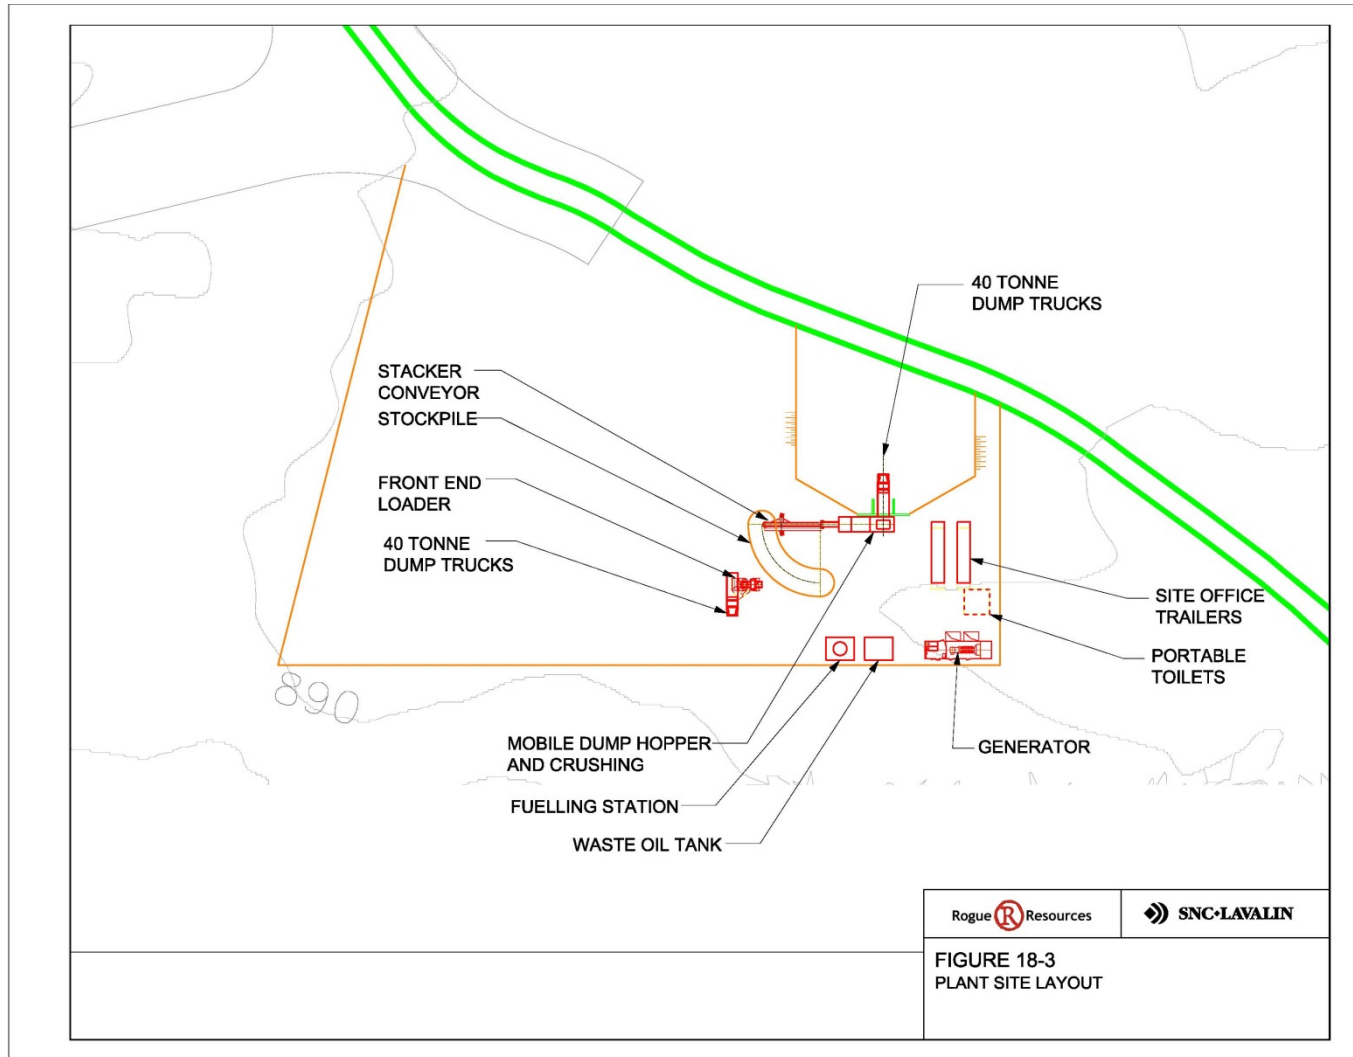 40 TONNE
DUMP TRUCKS
STACKER
CONVEYOR
STOCKPILE
FRONT END
LOADER
40 TONNE
DUMP TRUCKS
SITE OFFICE
TRAILERS
PORTABLE
TOILETS
890
MOBILE DUMP HOPPER
AND CRUSHING
GENERATOR
FUELLING STATION
WASTE OIL TANK
Rogue R Resources
SNC•LAVALIN
FIGURE 18-3
PLANT SITE LAYOUT